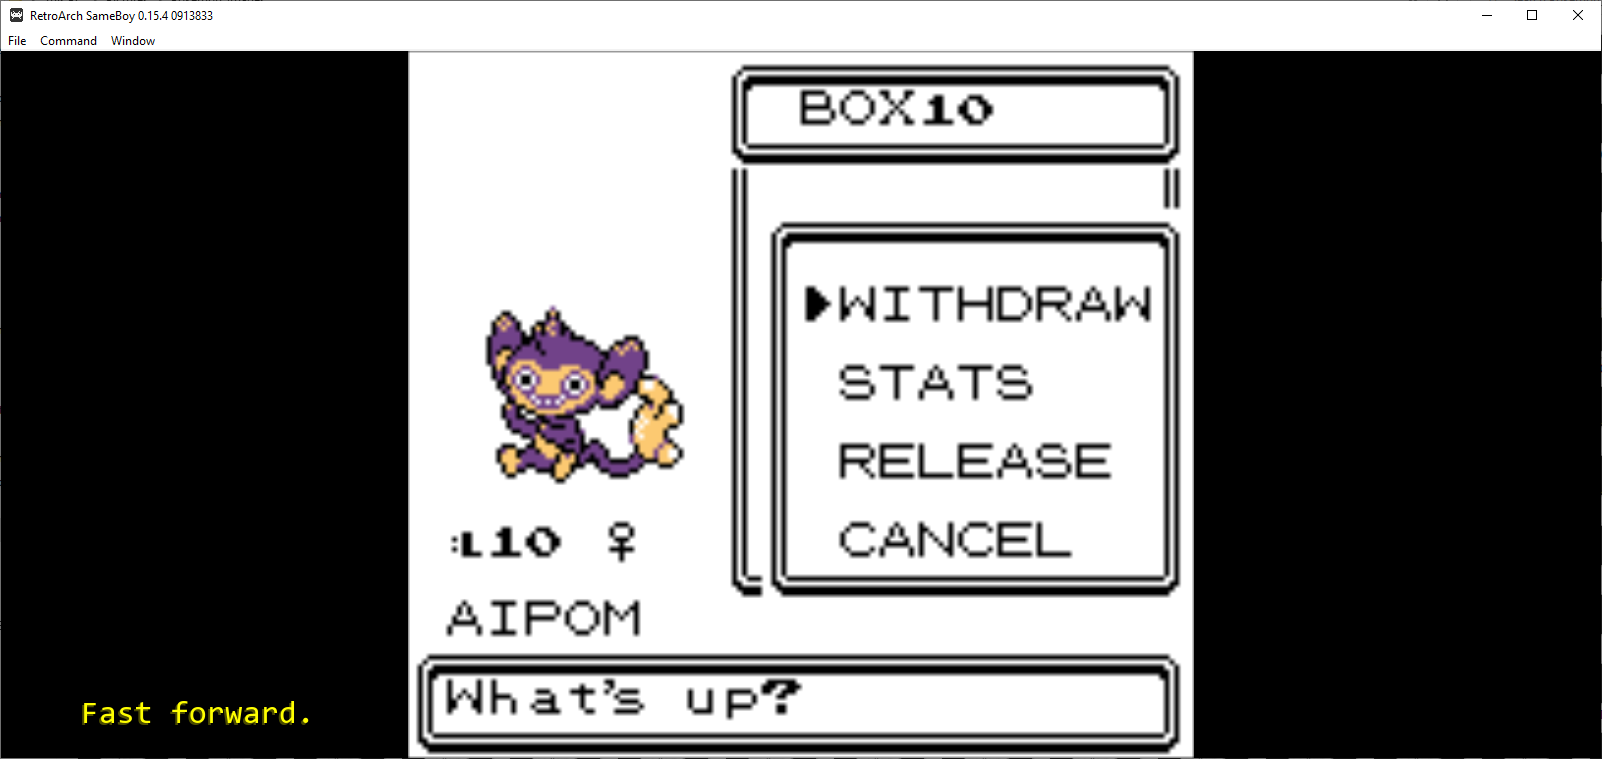 RetroArch SameBoy 0.15.4 0913833
File Command Window
BOX10
▶WITHDRAW
STATS
RELEASE
CANCEL
:L10 ♀
AIPOM
What's up?
Fast forward.